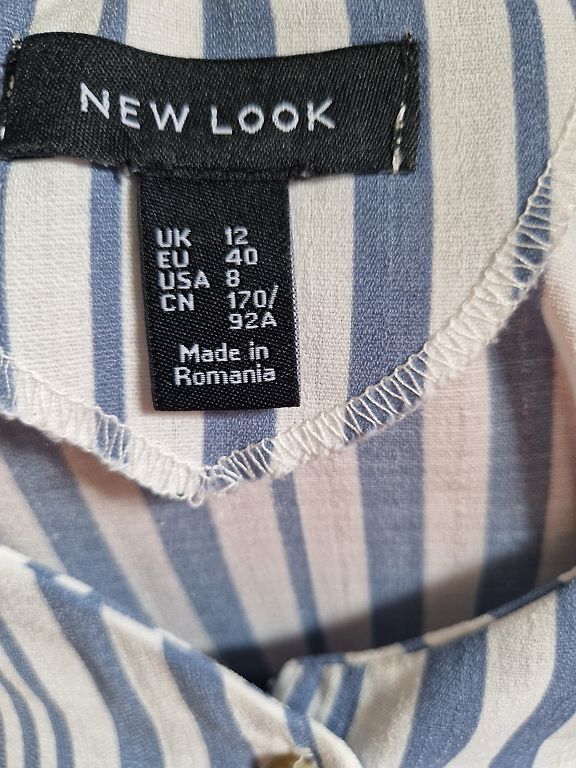 NEW LOOK
UK 12
EU 40
USA 8
CN 170/
92A
Made in
Romania